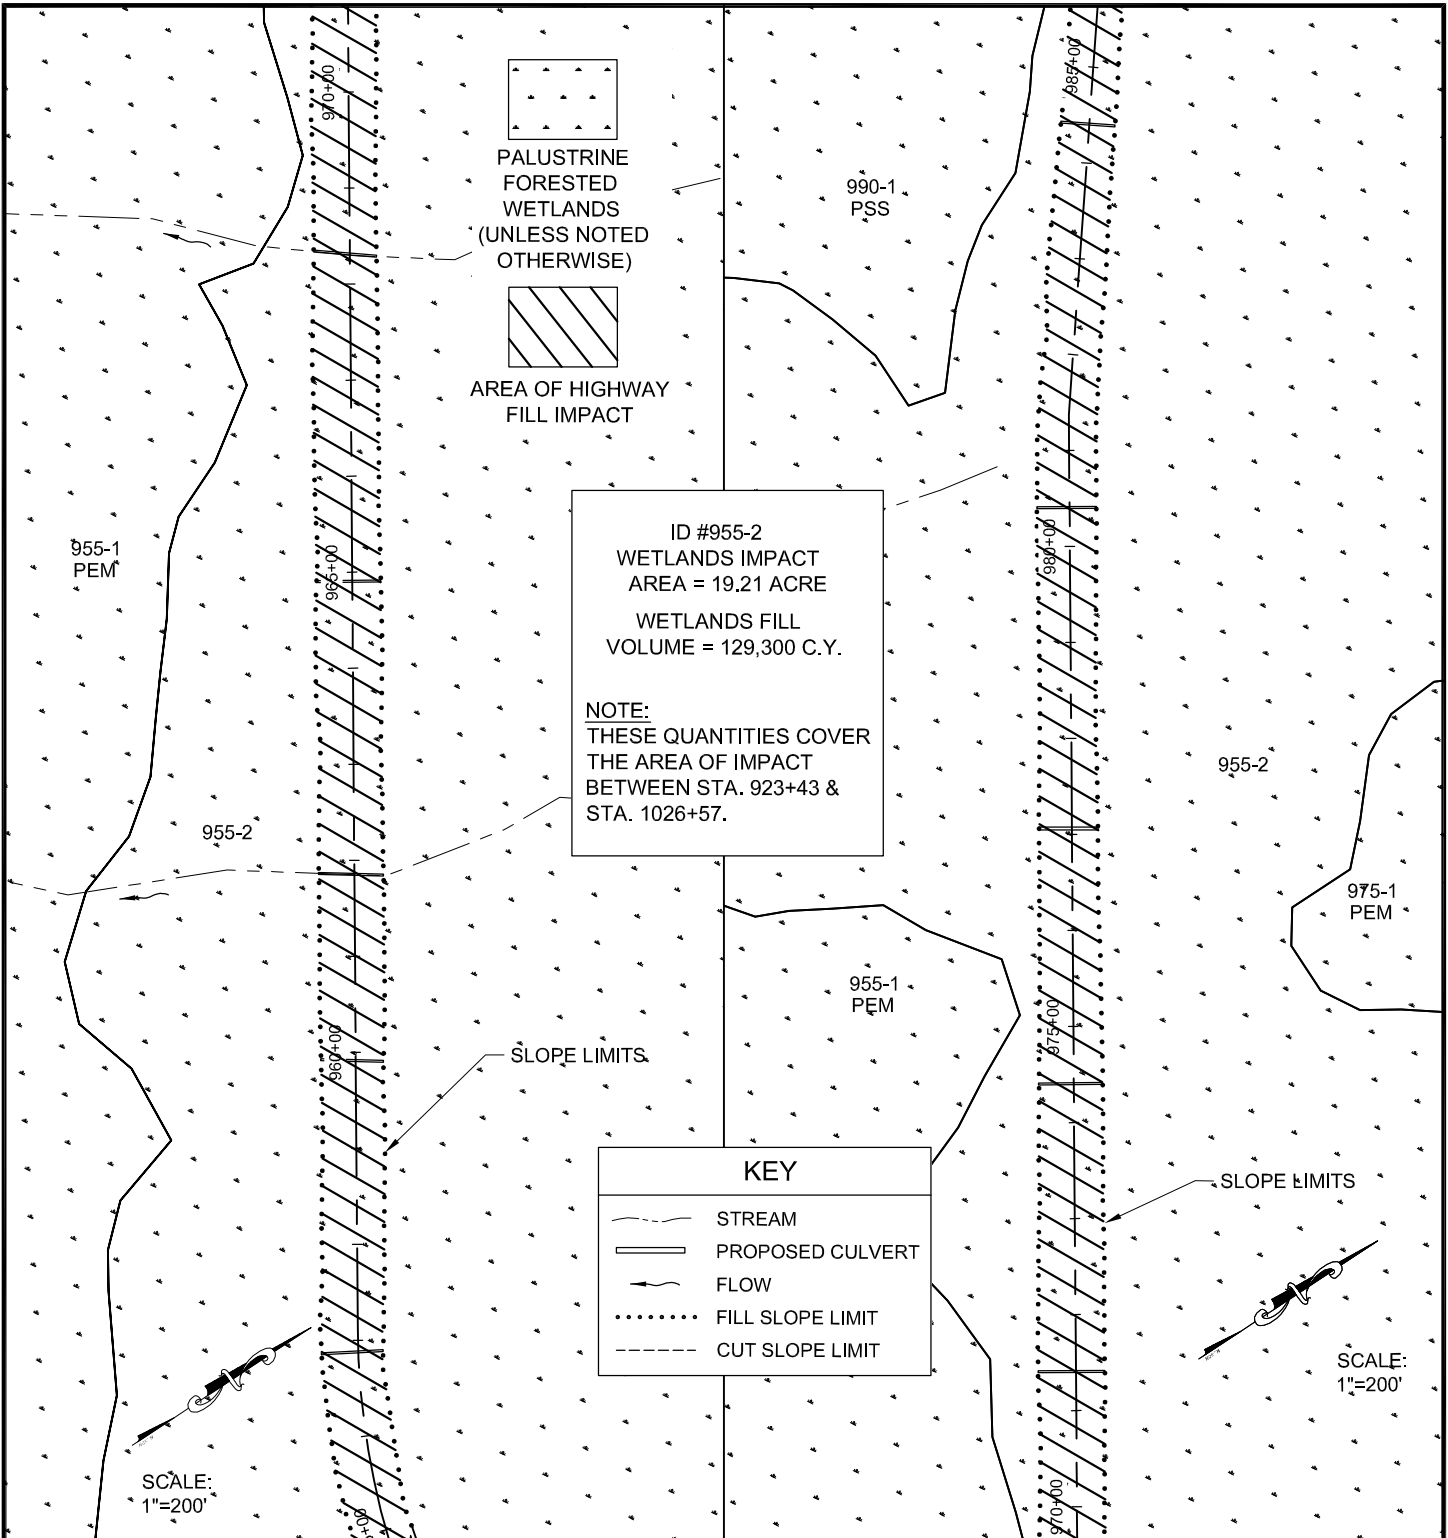 970+00
PALUSTRINE
FORESTED
WETLANDS
(UNLESS NOTED
OTHERWISE)
AREA OF HIGHWAY
FILL IMPACT
955-1
PEM
965+00
955-2
960+00
SLOPE LIMITS
SCALE:
1"=200'
ID #955-2
WETLANDS IMPACT
AREA = 19.21 ACRE
WETLANDS FILL
VOLUME = 129,300 C.Y.
NOTE:
THESE QUANTITIES COVER
THE AREA OF IMPACT
BETWEEN STA. 923+43 &
STA. 1026+57.
KEY
STREAM
PROPOSED CULVERT
FLOW
FILL SLOPE LIMIT
CUT SLOPE LIMIT
985+00
990-1
PSS
980+00
955-2
975-1
PEM
955-1
PEM
975+00
SLOPE LIMITS
SCALE:
1"=200'
970+00